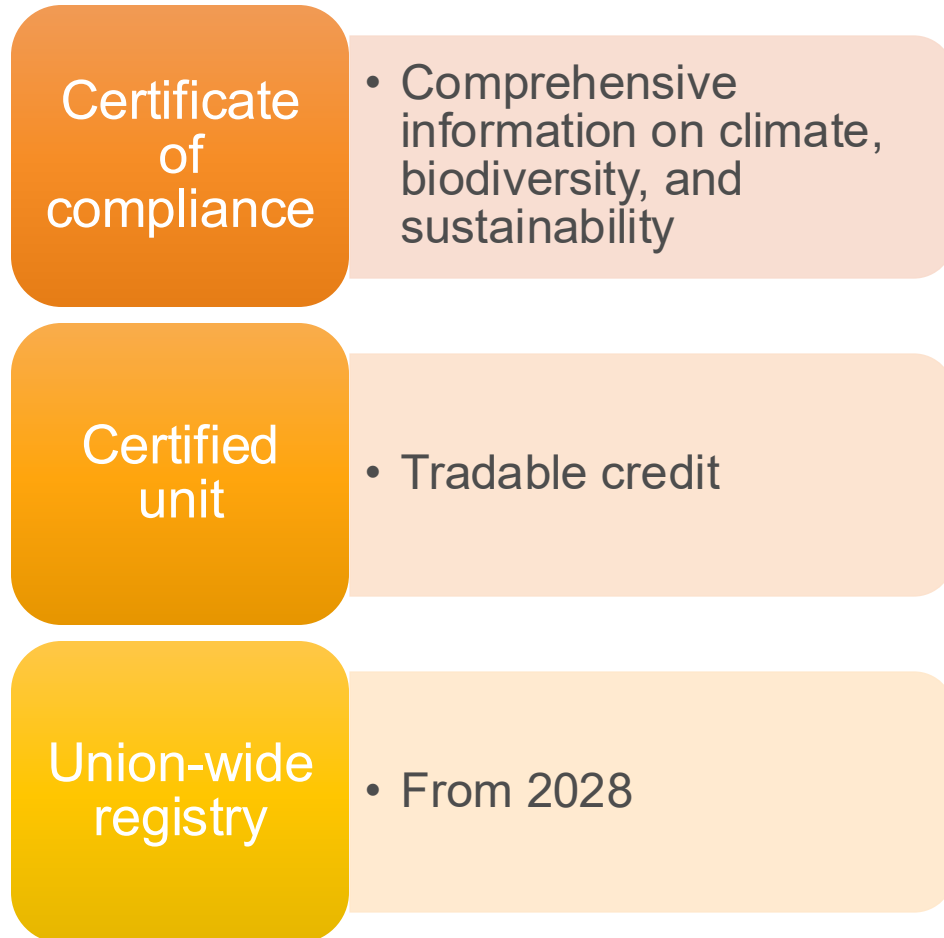 Certificate
of
compliance
• Comprehensive
information on climate,
biodiversity, and
sustainability
Certified
unit
• Tradable credit
Union-wide
registry
• From 2028